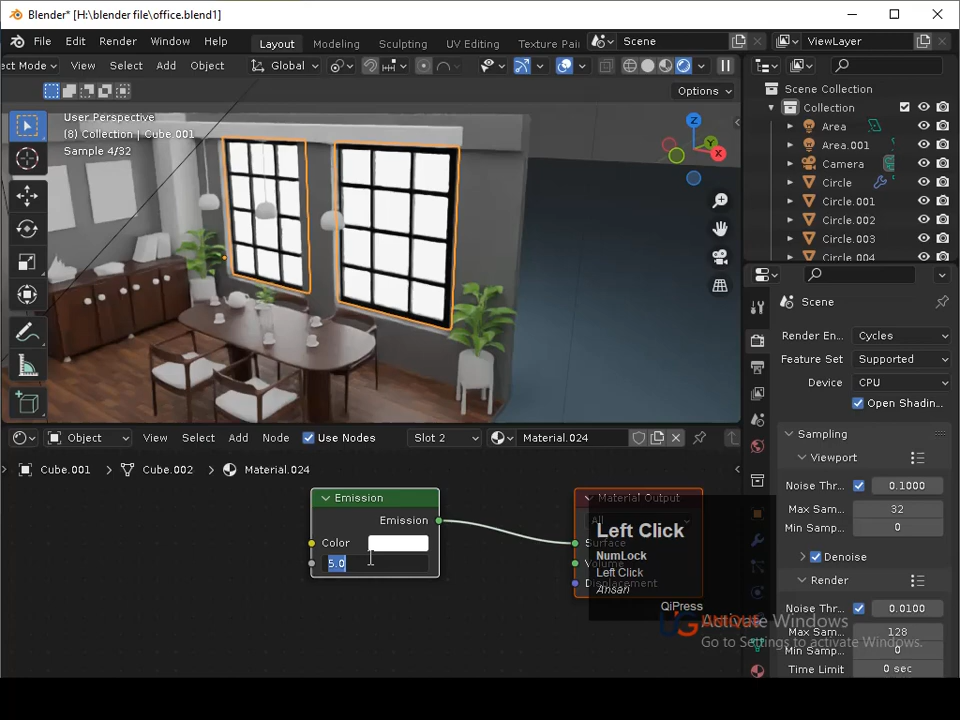 Blender* [H:\blender file\office.blend1]
File Edit Render Window Help Layout Modeling Sculpting UV Editing Texture Pai Scene ViewLayer
ect Mode View Select Add Object Global
Options
User Perspective
(8) Collection | Cube.001
Sample 4/32
Z
Y
X
Scene Collection
Collection
Area
Area.001
Camera
Circle
Circle.001
Circle.002
Circle.003
Circle.004
Scene
Render En... Cycles
Feature Set Supported
Device CPU
Open Shadin...
Sampling
Viewport
Noise Thr... 0.1000
Max Sam... 32
Min Sam... 0
Denoise
Render
Noise Thr... 0.0100
Max Sam... 128
Min Sam... 0
Time Limit 0 sec
Object View Select Add Node Use Nodes Slot 2 Material.024
Cube.001 > Cube.002 > Material.024
Emission
Emission
Color
5.0
Material Output
All
Surface
Volume
Displacement
Left Click
NumLock
Left Click
Ansari
QiPress
Activate Windows
Go to Settings to activate Windows.